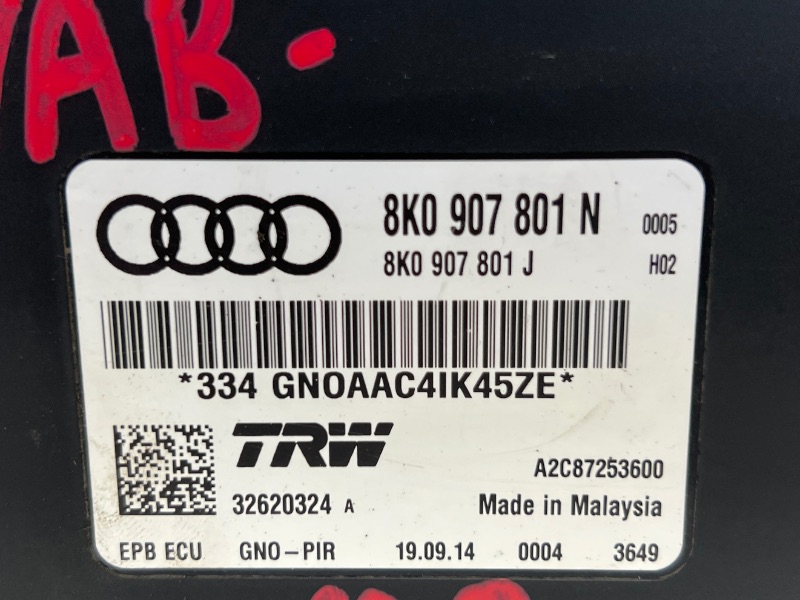 AB-
8K0 907 801 N 0005
8K0 907 801 J H02
*334 GN0AAC4IK45ZE*
TRW
A2C87253600
32620324 A Made in Malaysia
EPB ECU GNO-PIR 19.09.14 0004 3649